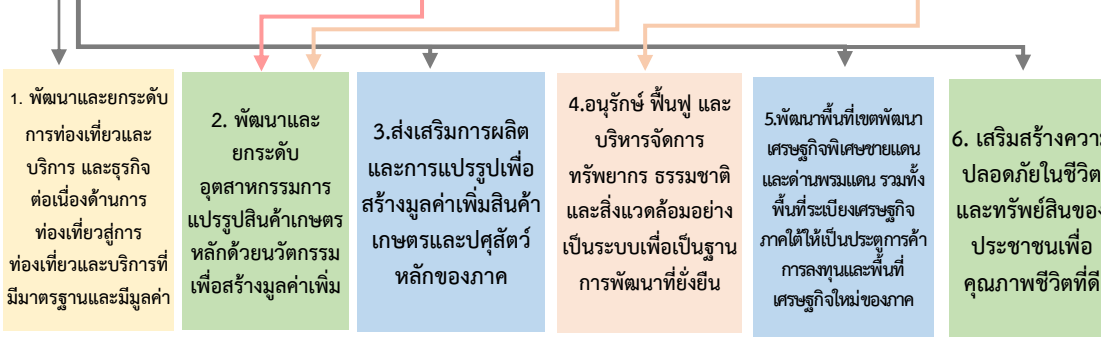 1. พัฒนาและยกระดับ
การท่องเที่ยวและ
บริการ และธุรกิจ
ต่อเนื่องด้านการ
ท่องเที่ยวสู่การ
ท่องเที่ยวและบริการที่
มีมาตรฐานและมีมูลค่า
2. พัฒนาและ
ยกระดับ
อุตสาหกรรมการ
แปรรูปสินค้าเกษตร
หลักด้วยนวัตกรรม
เพื่อสร้างมูลค่าเพิ่ม
3.ส่งเสริมการผลิต
และการแปรรูปเพื่อ
สร้างมูลค่าเพิ่มสินค้า
เกษตรและปศุสัตว์
หลักของภาค
4.อนุรักษ์ ฟื้นฟู และ
บริหารจัดการ
ทรัพยากร ธรรมชาติ
และสิ่งแวดล้อมอย่าง
เป็นระบบเพื่อเป็นฐาน
การพัฒนาที่ยั่งยืน
5.พัฒนาพื้นที่เขตพัฒนา
เศรษฐกิจพิเศษชายแดน
และด่านพรมแดน รวมทั้ง
พื้นที่ระเบียงเศรษฐกิจ
ภาคใต้ให้เป็นประตูการค้า
การลงทุนและพื้นที่
เศรษฐกิจใหม่ของภาค
6. เสริมสร้างความ
ปลอดภัยในชีวิต
และทรัพย์สินของ
ประชาชนเพื่อ
คุณภาพชีวิตที่ดี